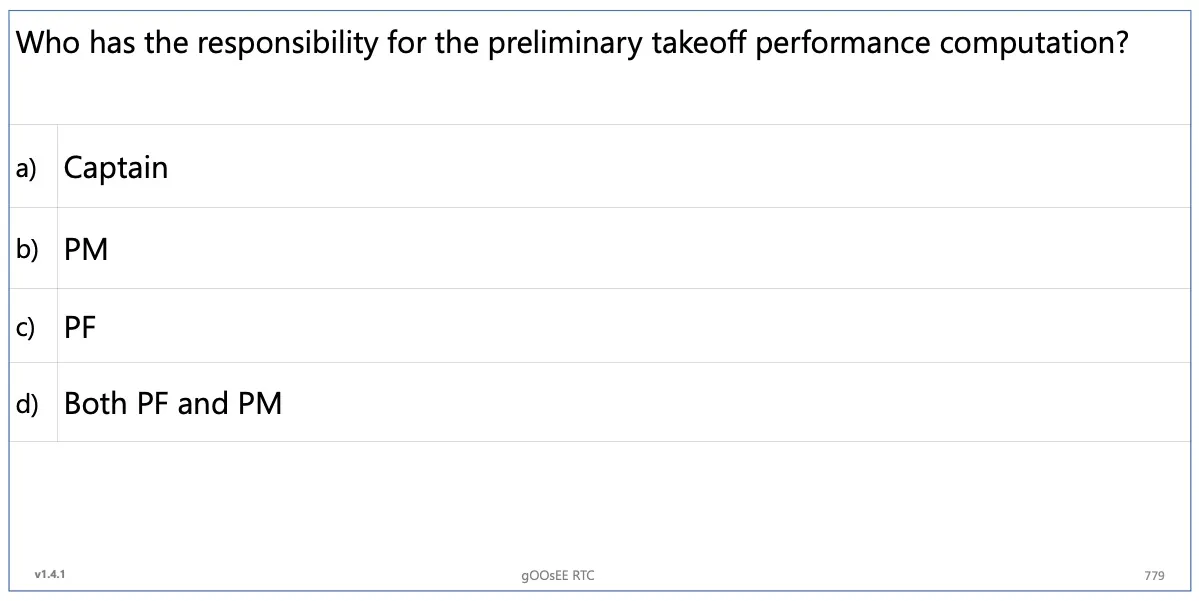 Who has the responsibility for the preliminary takeoff performance computation?
a) Captain
b) PM
c) PF
d) Both PF and PM
v1.4.1 gOOsEE RTC 779